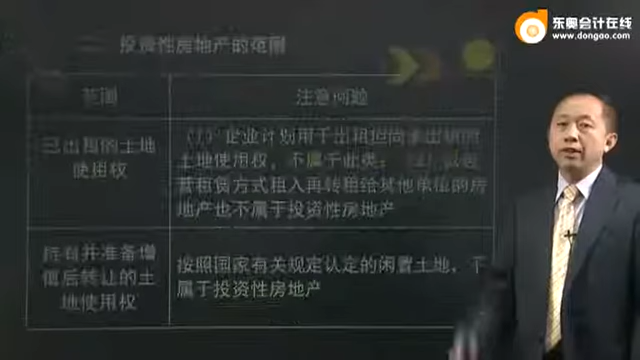 东奥会计在线
www.dongao.com
二 投资性房地产的范围
范围
注意问题
已出租的土地
使用权
（1）企业计划用于出租但尚未出租的
土地使用权，不属于此类；
营租赁方式租入再转租给其他单位的房
地产也不属于投资性房地产
持有并准备增
值后转让的土
地使用权
按照国家有关规定认定的闲置土地，不
属于投资性房地产